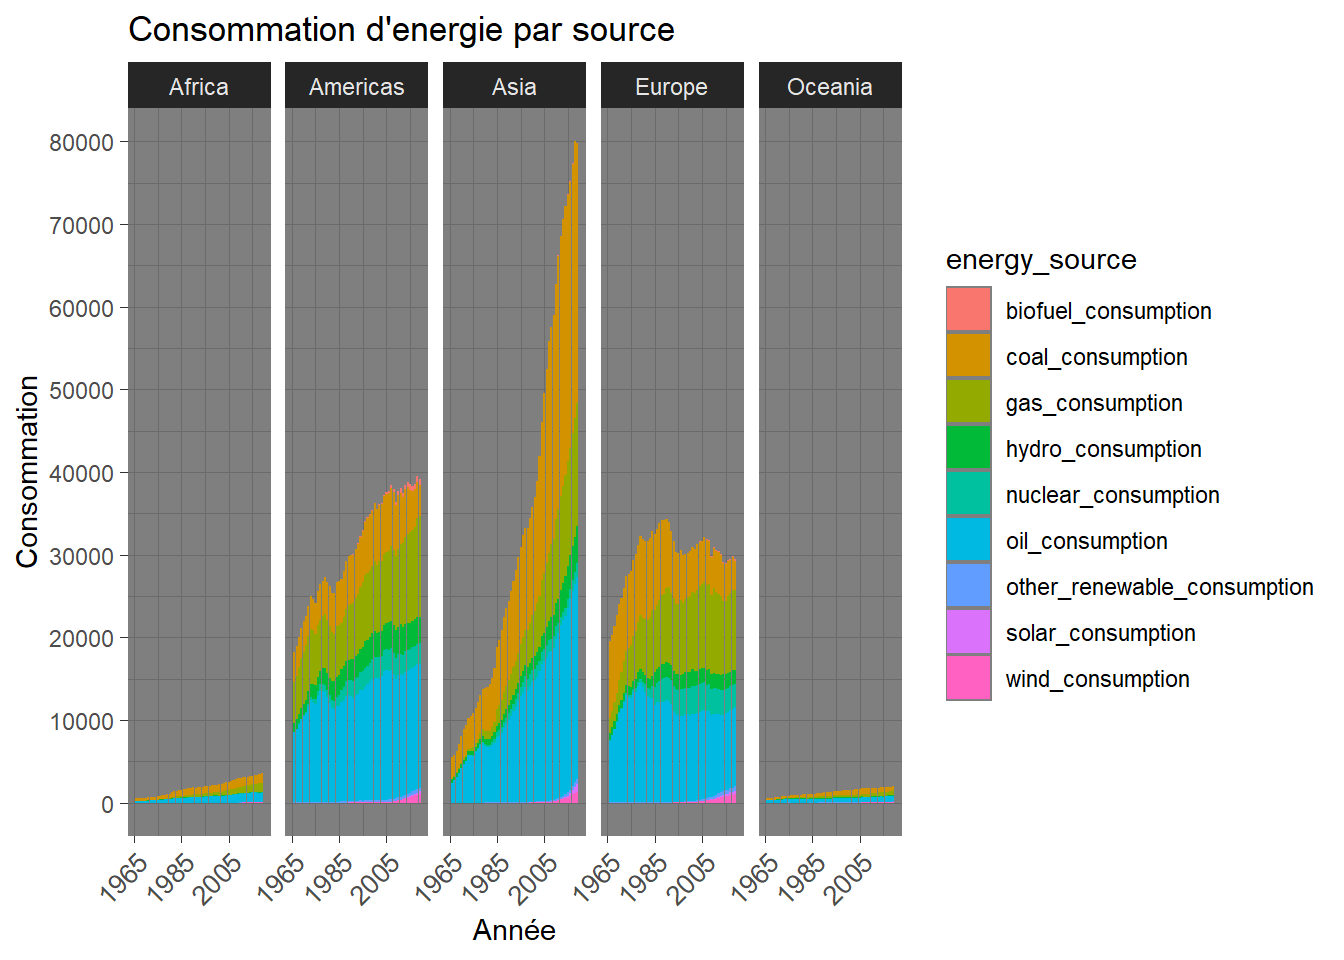 Consommation d'energie par source
Africa
Americas
Asia
Europe
Oceania
Consommation
80000
70000
60000
50000
40000
30000
20000
10000
0
1965
1985
2005
1965
1985
2005
1965
1985
2005
1965
1985
2005
1965
1985
2005
Année
energy_source
biofuel_consumption
coal_consumption
gas_consumption
hydro_consumption
nuclear_consumption
oil_consumption
other_renewable_consumption
solar_consumption
wind_consumption